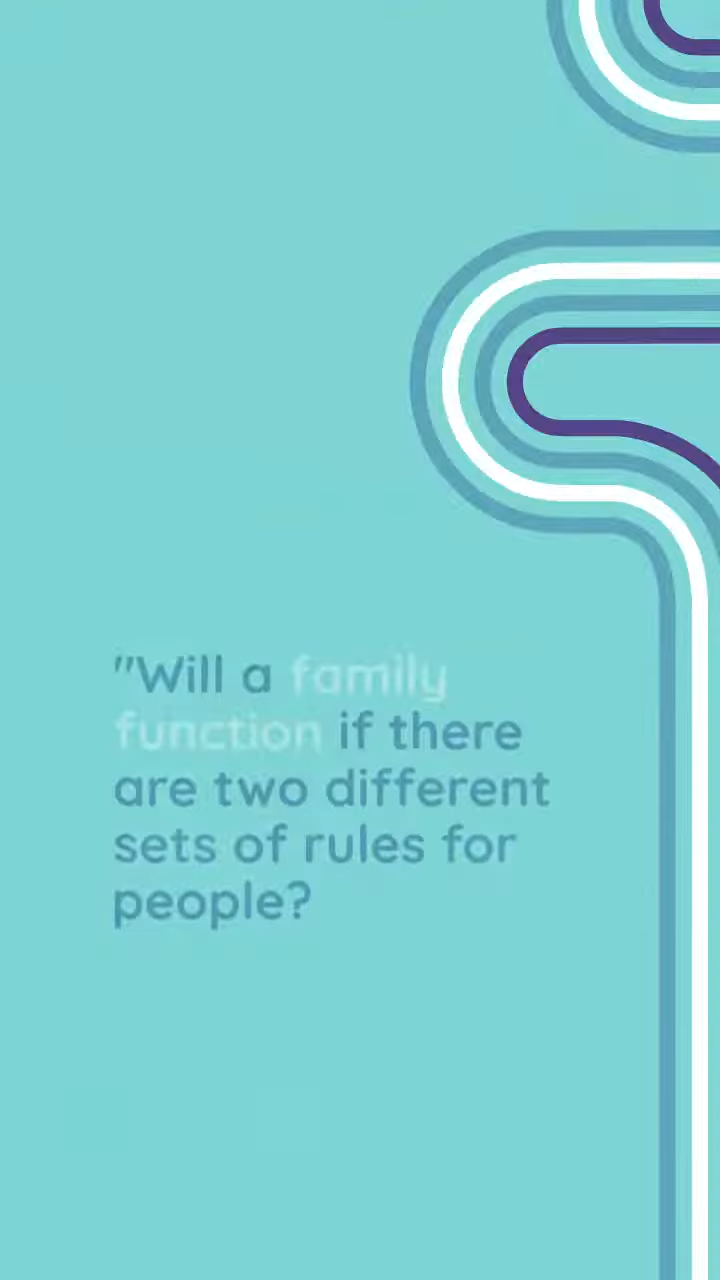 "Will a family
function if there
are two different
sets of rules for
people?